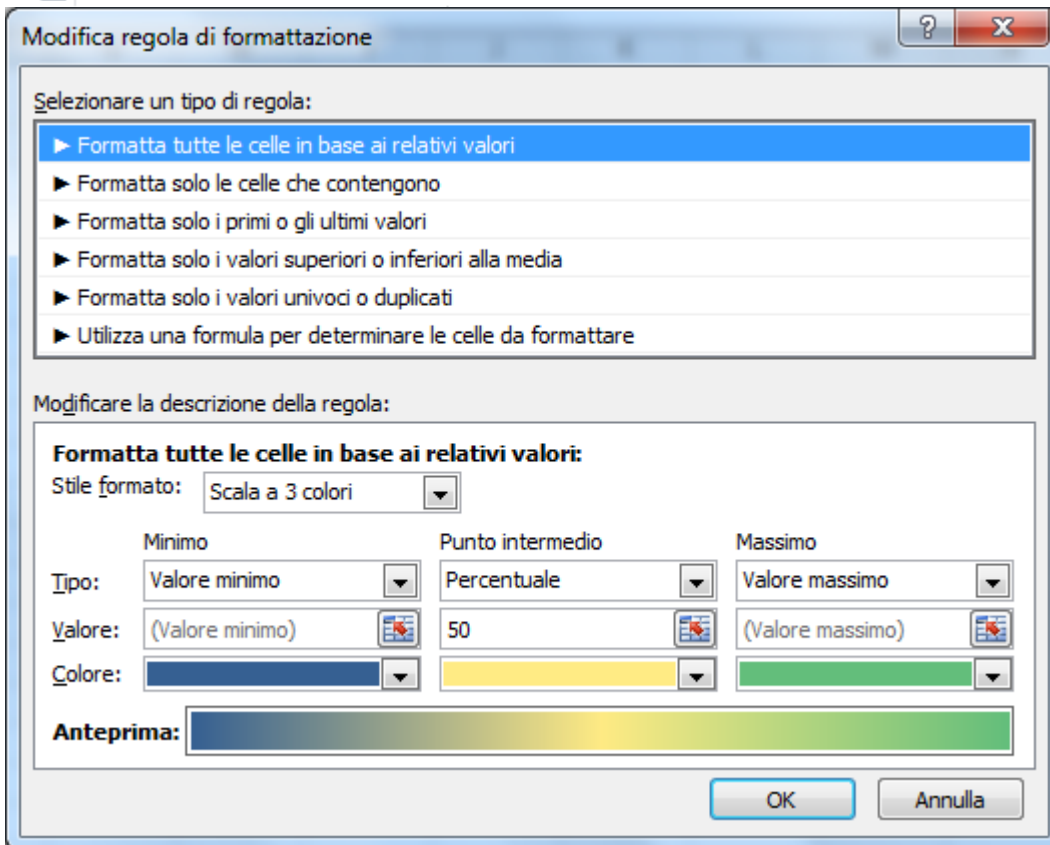 Modifica regola di formattazione
Selezionare un tipo di regola:
► Formatta tutte le celle in base ai relativi valori
► Formatta solo le celle che contengono
► Formatta solo i primi o gli ultimi valori
► Formatta solo i valori superiori o inferiori alla media
► Formatta solo i valori univoci o duplicati
► Utilizza una formula per determinare le celle da formattare
Modificare la descrizione della regola:
Formatta tutte le celle in base ai relativi valori:
Stile formato: Scala a 3 colori
Minimo Punto intermedio Massimo
Tipo: Valore minimo Percentuale Valore massimo
Valore: (Valore minimo) 50 (Valore massimo)
Colore:
Anteprima:
OK Annulla